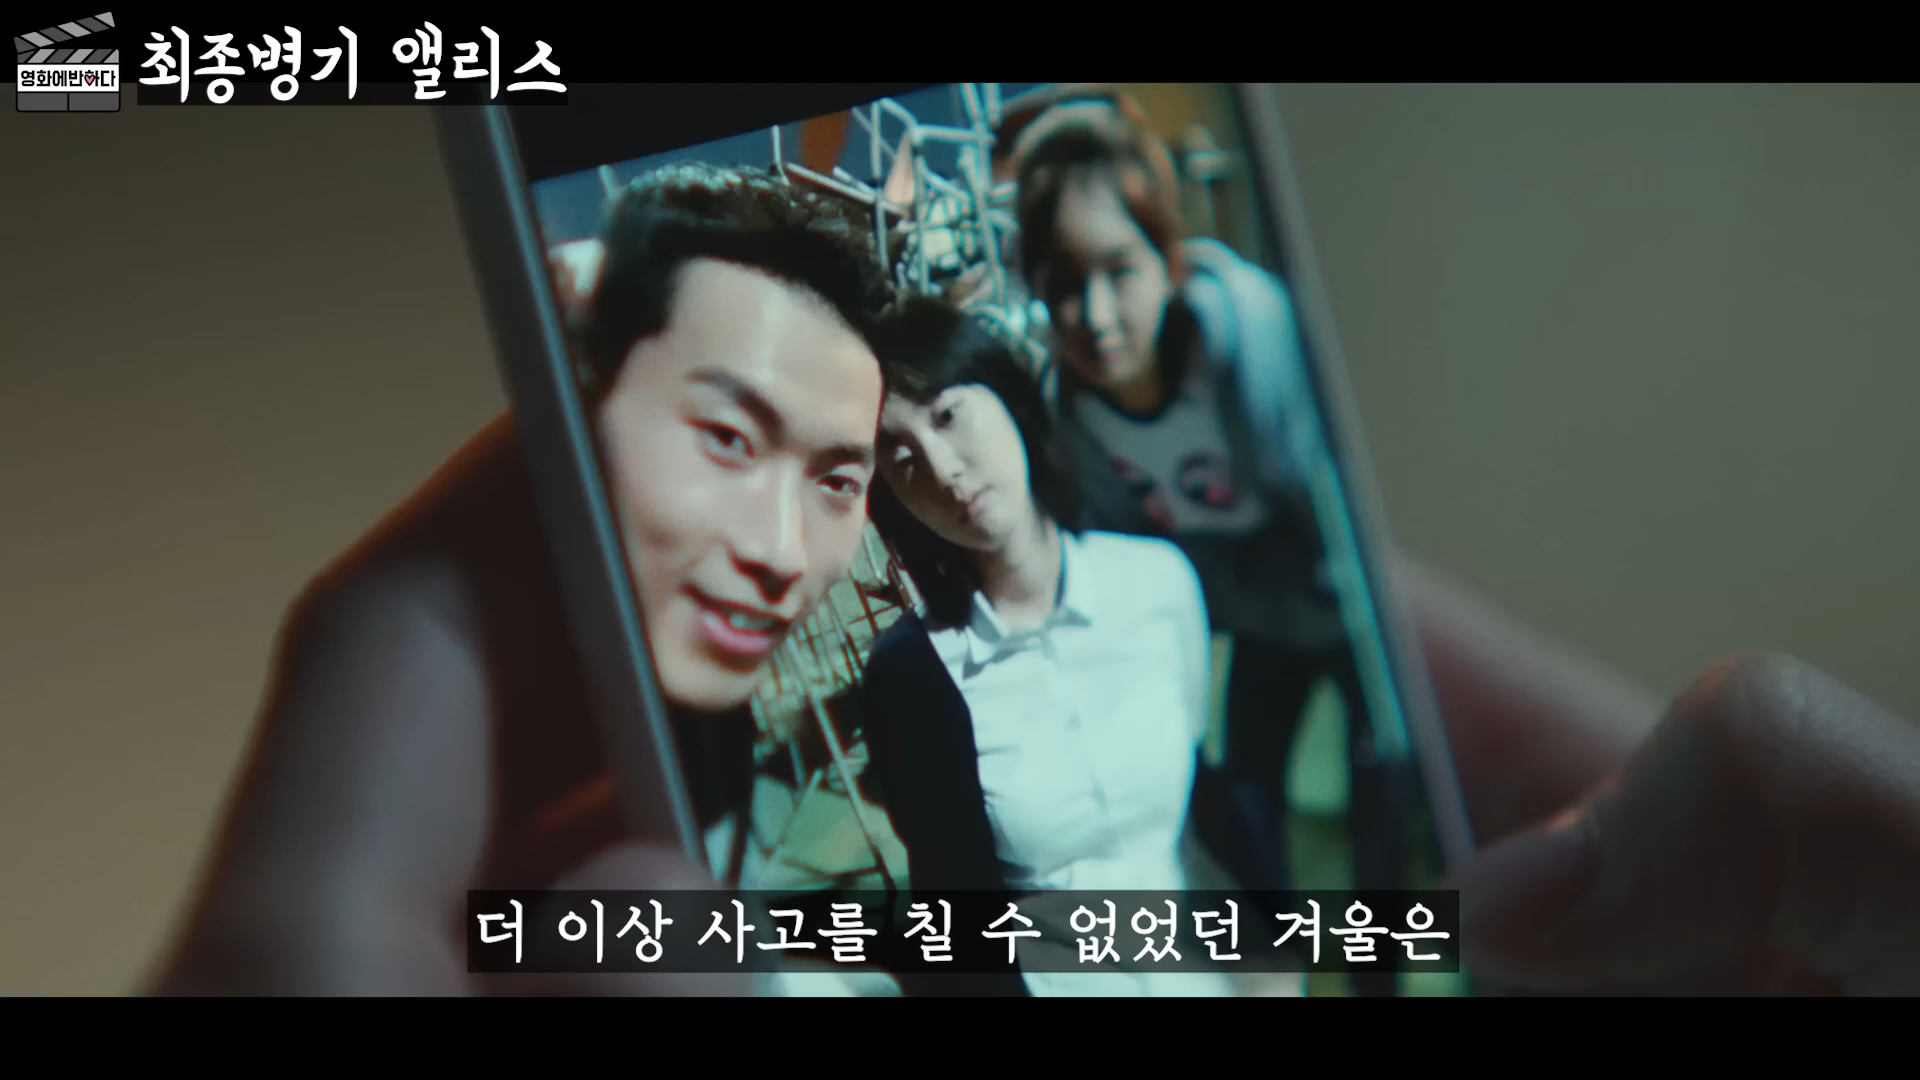 최종병기 앨리스
영화에반하다
더 이상 사고를 칠 수 없었던 겨울은